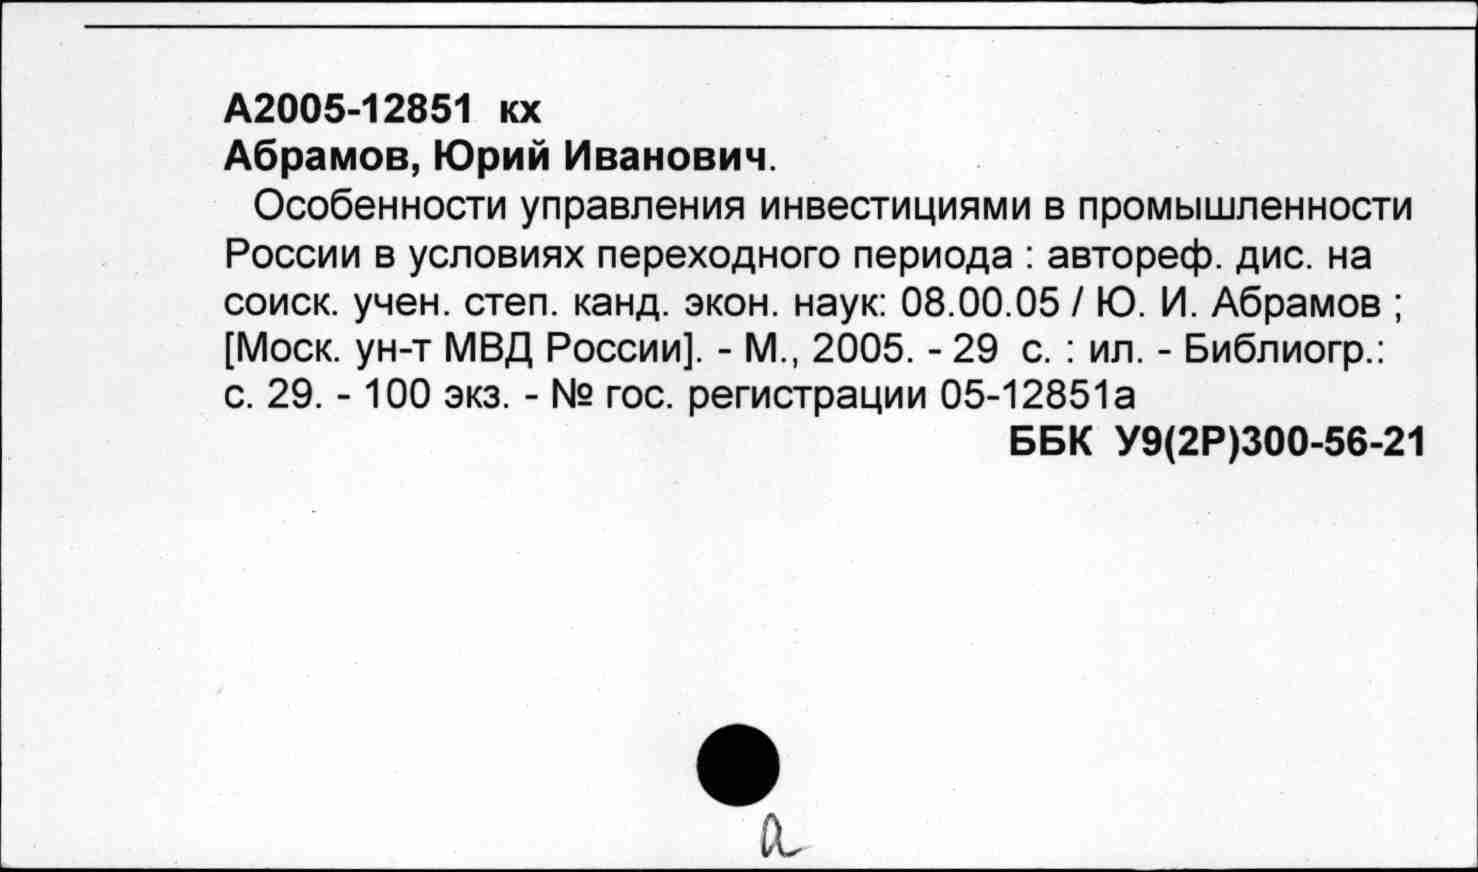 А2005-12851 кх
Абрамов, Юрий Иванович.
Особенности управления инвестициями в промышленности
России в условиях переходного периода : автореф. дис. на
соиск. учен. степ. канд. экон. наук: 08.00.05 / Ю. И. Абрамов ;
[Моск. ун-т МВД России]. - М., 2005. - 29 с. : ил. - Библиогр.:
с. 29. - 100 экз. - № гос. регистрации 05-12851а
ББК У9(2Р)300-56-21
а